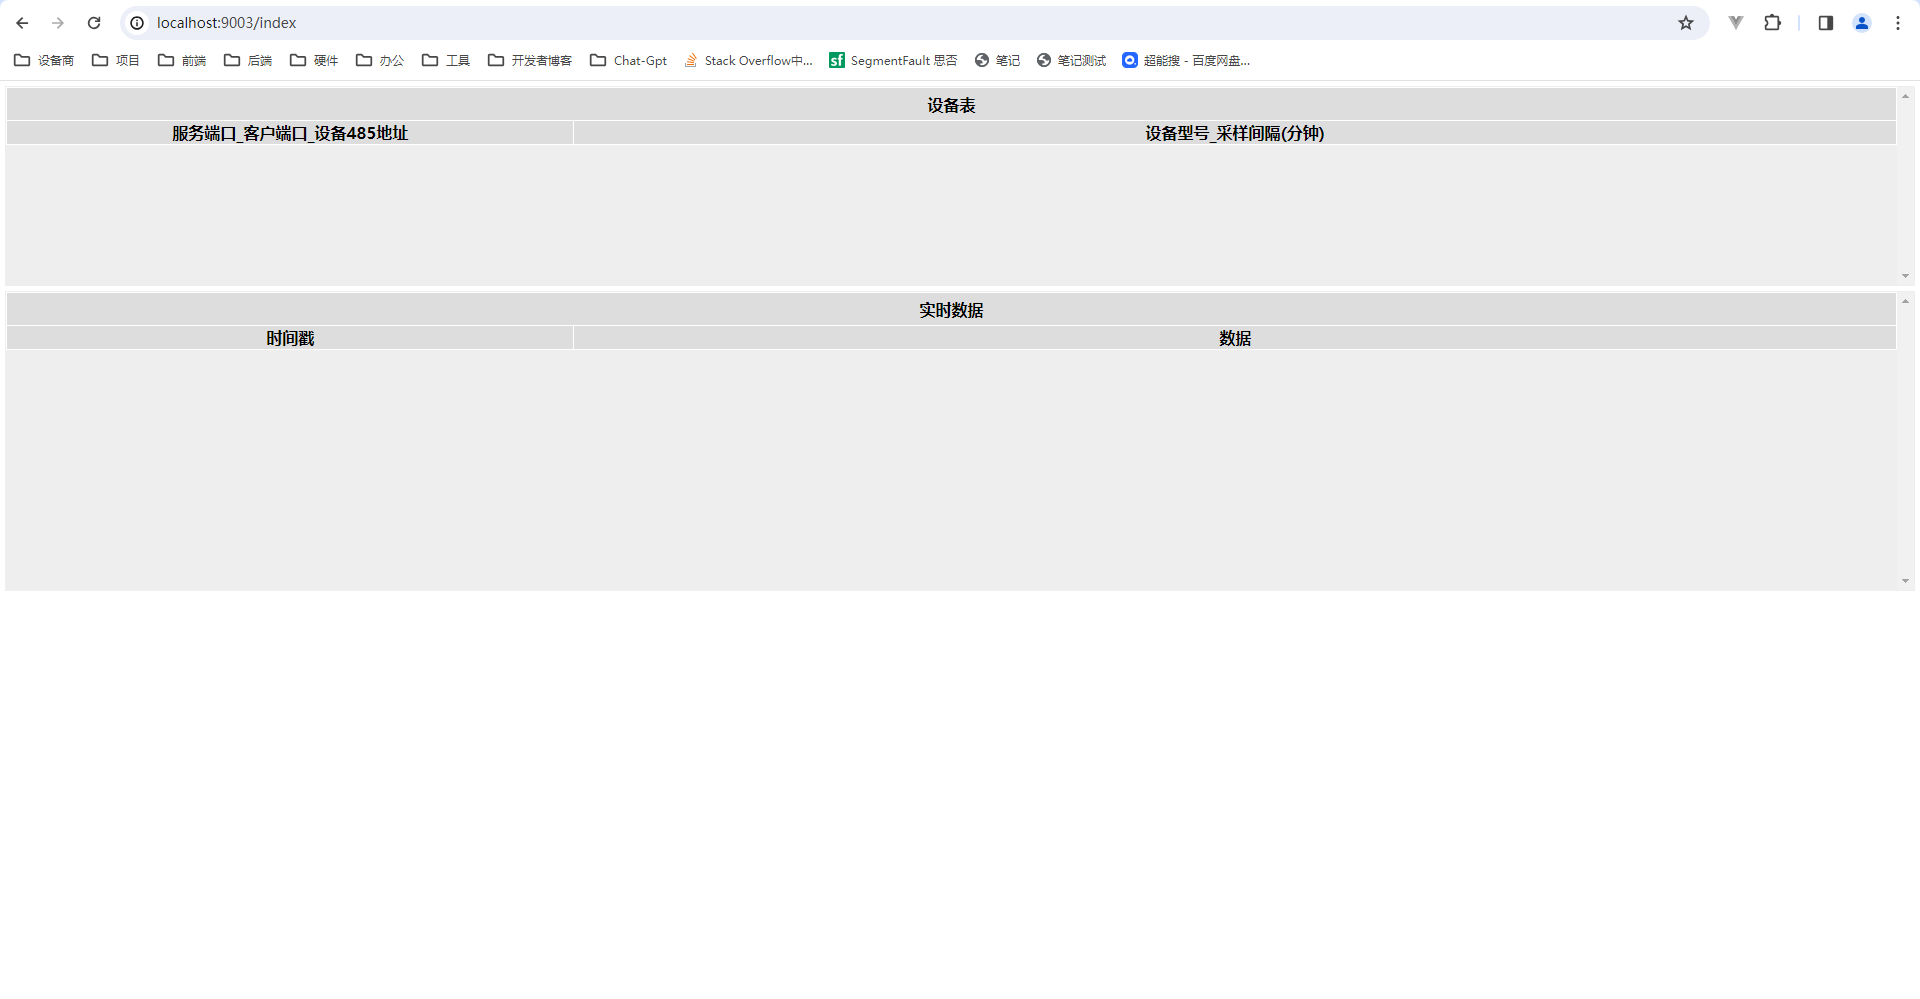 localhost:9003/index
设备商 项目 前端 后端 硬件 办公 工具 开发者博客 Chat-Gpt Stack Overflow中... sf SegmentFault 思否 笔记 笔记测试 超能搜 - 百度网盘...
设备表
服务端口_客户端口_设备485地址 设备型号_采样间隔(分钟)
实时数据
时间戳 数据